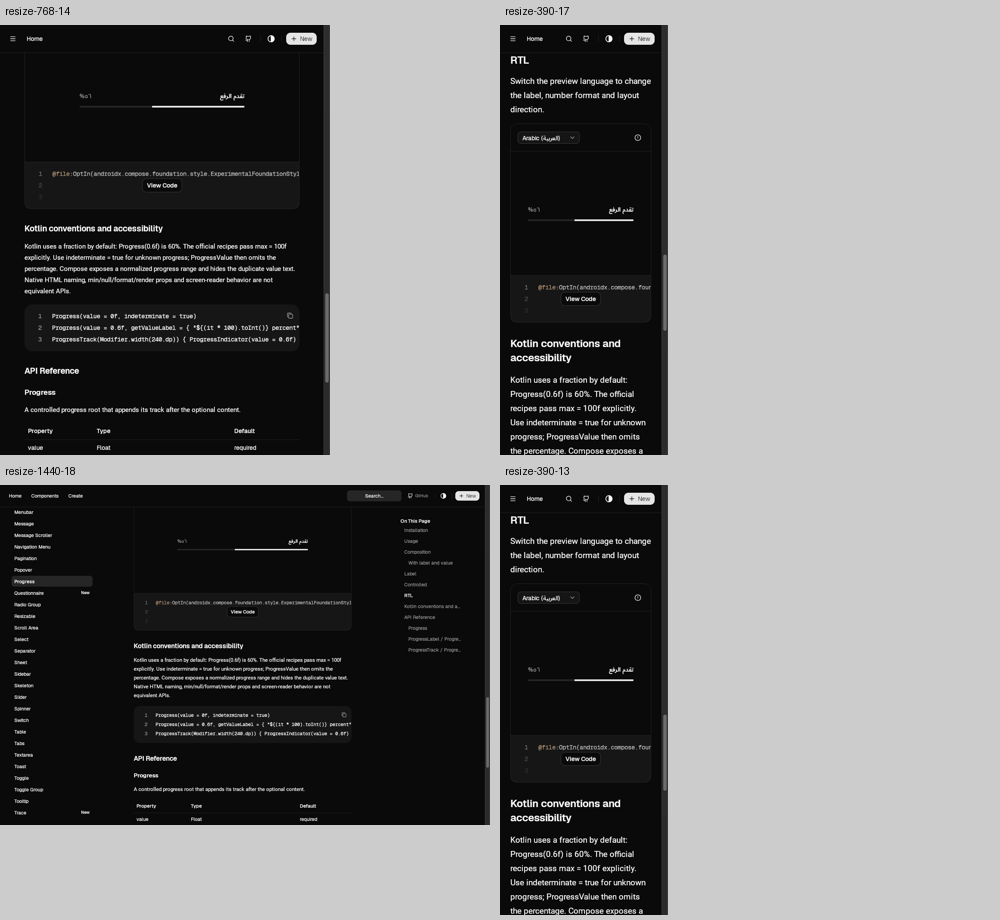 resize-768-14
Home
New
%٥٦
تقدم الرفع
1 @file:OptIn(androidx.compose.foundation.style.ExperimentalFoundationStyl
2
View Code
3
Kotlin conventions and accessibility
Kotlin uses a fraction by default: Progress(0.6f) is 60%. The official recipes pass max = 100f
explicitly. Use indeterminate = true for unknown progress; ProgressValue then omits the
percentage. Compose exposes a normalized progress range and hides the duplicate value text.
Native HTML naming, min/null/format/render props and screen-reader behavior are not
equivalent APIs.
1 Progress(value = 0f, indeterminate = true)
2 Progress(value = 0.6f, getValueLabel = { "${(it * 100).toInt()} percent"
3 ProgressTrack(Modifier.width(240.dp)) { ProgressIndicator(value = 0.6f)
API Reference
Progress
A controlled progress root that appends its track after the optional content.
Property Type Default
value Float required
resize-390-17
Home
New
RTL
Switch the preview language to change
the label, number format and layout
direction.
Arabic (العربية)
%٥٦
تقدم الرفع
1 @file:OptIn(androidx.compose.four
2
View Code
3
Kotlin conventions and
accessibility
Kotlin uses a fraction by default:
Progress(0.6f) is 60%. The official
recipes pass max = 100f explicitly.
Use indeterminate = true for unknown
progress; ProgressValue then omits
the percentage. Compose exposes a
resize-1440-18
Home Components Create
Search...
GitHub
New
Menubar
Message
Message Scroller
Navigation Menu
Pagination
Popover
Progress
Questionnaire New
Radio Group
Resizable
Scroll Area
Select
Separator
Sheet
Sidebar
Skeleton
Slider
Spinner
Switch
Table
Tabs
Textarea
Toast
Toggle
Toggle Group
Tooltip
Trace New
%٥٦
تقدم الرفع
1 @file:OptIn(androidx.compose.foundation.style.ExperimentalFoundationStyl
2
View Code
3
Kotlin conventions and accessibility
Kotlin uses a fraction by default: Progress(0.6f) is 60%. The official recipes pass max = 100f
explicitly. Use indeterminate = true for unknown progress; ProgressValue then omits the
percentage. Compose exposes a normalized progress range and hides the duplicate value text.
Native HTML naming, min/null/format/render props and screen-reader behavior are not
equivalent APIs.
1 Progress(value = 0f, indeterminate = true)
2 Progress(value = 0.6f, getValueLabel = { "${(it * 100).toInt()} percent"
3 ProgressTrack(Modifier.width(240.dp)) { ProgressIndicator(value = 0.6f)
API Reference
Progress
A controlled progress root that appends its track after the optional content.
Property Type Default
value Float required
On This Page
Installation
Usage
Composition
With label and value
Label
Controlled
RTL
Kotlin conventions and a...
API Reference
Progress
ProgressLabel / Progre...
ProgressTrack / Progre...
resize-390-13
Home
New
RTL
Switch the preview language to change
the label, number format and layout
direction.
Arabic (العربية)
%٥٦
تقدم الرفع
1 @file:OptIn(androidx.compose.four
2
View Code
3
Kotlin conventions and
accessibility
Kotlin uses a fraction by default:
Progress(0.6f) is 60%. The official
recipes pass max = 100f explicitly.
Use indeterminate = true for unknown
progress; ProgressValue then omits
the percentage. Compose exposes a